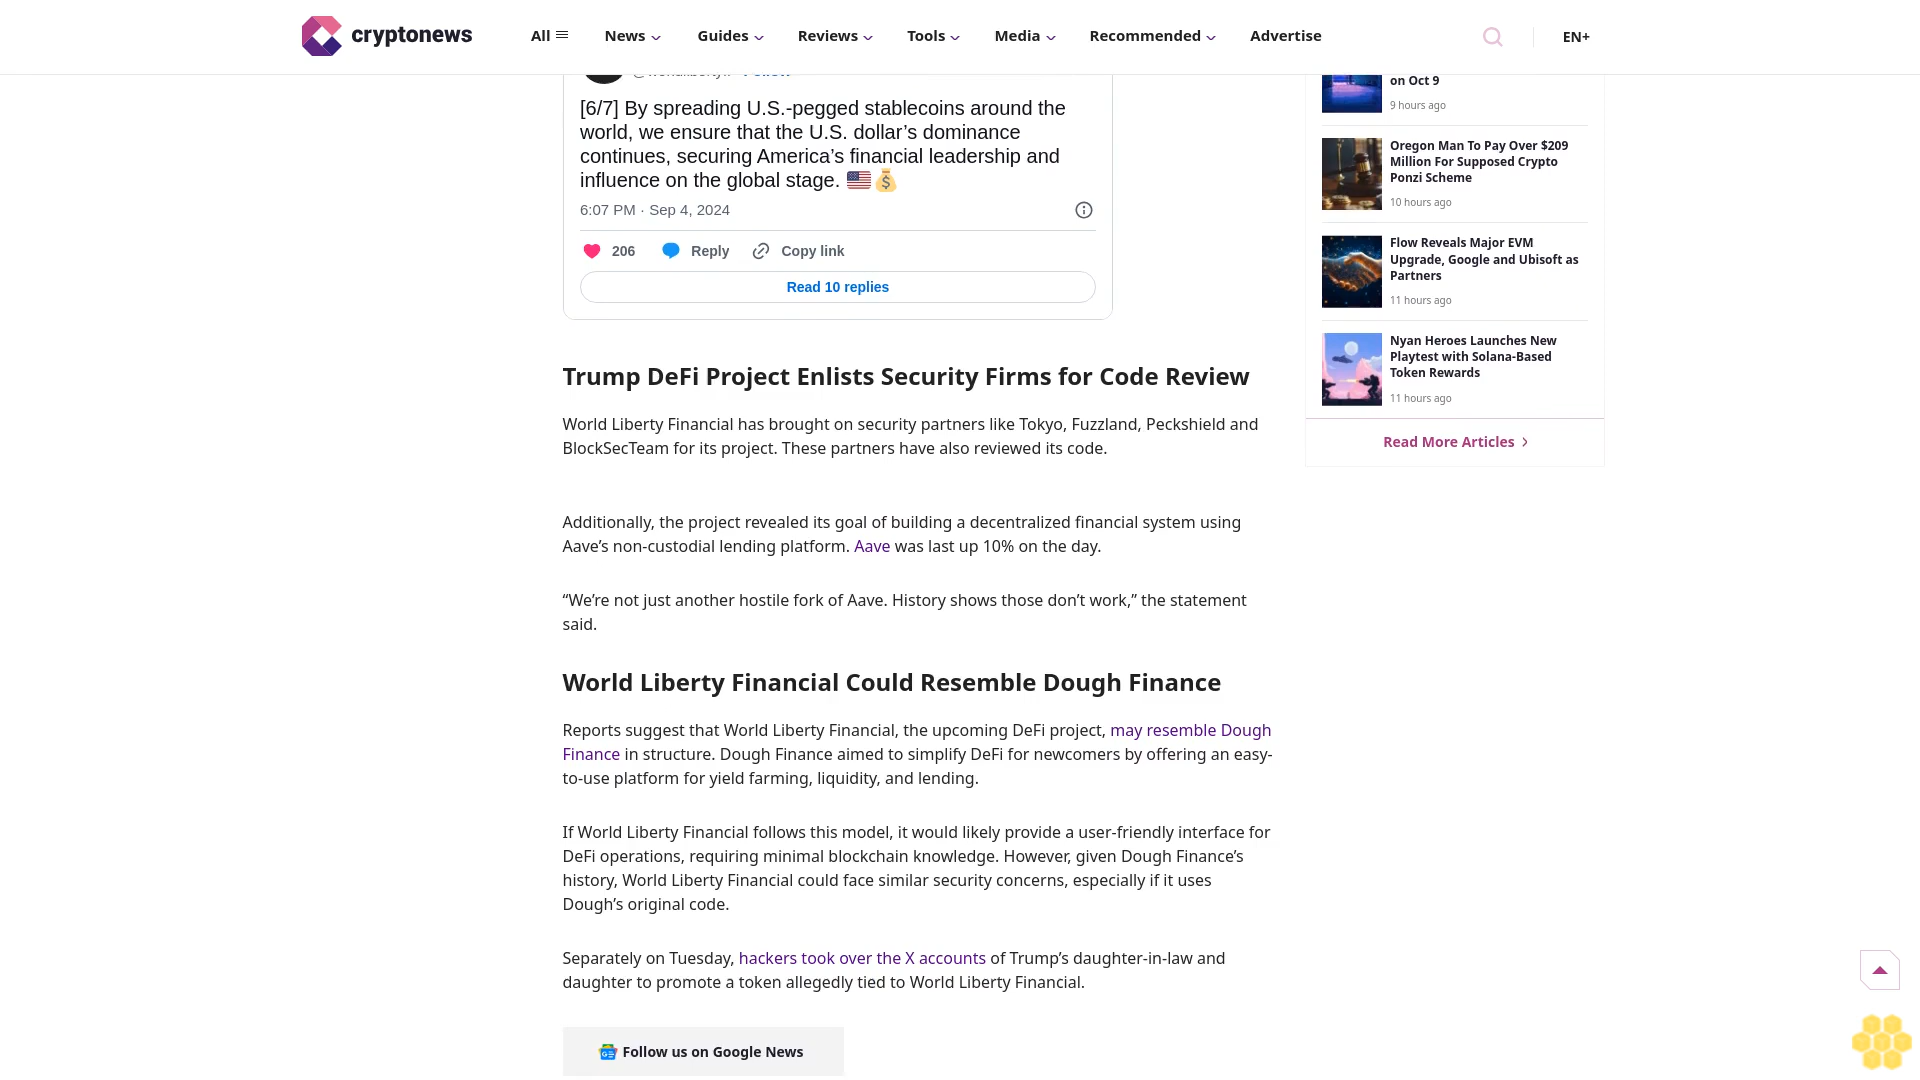 cryptonews
All
News
Guides
Reviews
Tools
Media
Recommended
Advertise
EN+
[6/7] By spreading U.S.-pegged stablecoins around the
world, we ensure that the U.S. dollar’s dominance
continues, securing America’s financial leadership and
influence on the global stage. 🇺🇸💰
6:07 PM · Sep 4, 2024
206
Reply
Copy link
Read 10 replies
Trump DeFi Project Enlists Security Firms for Code Review
World Liberty Financial has brought on security partners like Tokyo, Fuzzland, Peckshield and
BlockSecTeam for its project. These partners have also reviewed its code.
Additionally, the project revealed its goal of building a decentralized financial system using
Aave’s non-custodial lending platform. Aave was last up 10% on the day.
“We’re not just another hostile fork of Aave. History shows those don’t work,” the statement
said.
World Liberty Financial Could Resemble Dough Finance
Reports suggest that World Liberty Financial, the upcoming DeFi project, may resemble Dough
Finance in structure. Dough Finance aimed to simplify DeFi for newcomers by offering an easy-
to-use platform for yield farming, liquidity, and lending.
If World Liberty Financial follows this model, it would likely provide a user-friendly interface for
DeFi operations, requiring minimal blockchain knowledge. However, given Dough Finance’s
history, World Liberty Financial could face similar security concerns, especially if it uses
Dough’s original code.
Separately on Tuesday, hackers took over the X accounts of Trump’s daughter-in-law and
daughter to promote a token allegedly tied to World Liberty Financial.
Follow us on Google News
on Oct 9
9 hours ago
Oregon Man To Pay Over $209
Million For Supposed Crypto
Ponzi Scheme
10 hours ago
Flow Reveals Major EVM
Upgrade, Google and Ubisoft as
Partners
11 hours ago
Nyan Heroes Launches New
Playtest with Solana-Based
Token Rewards
11 hours ago
Read More Articles